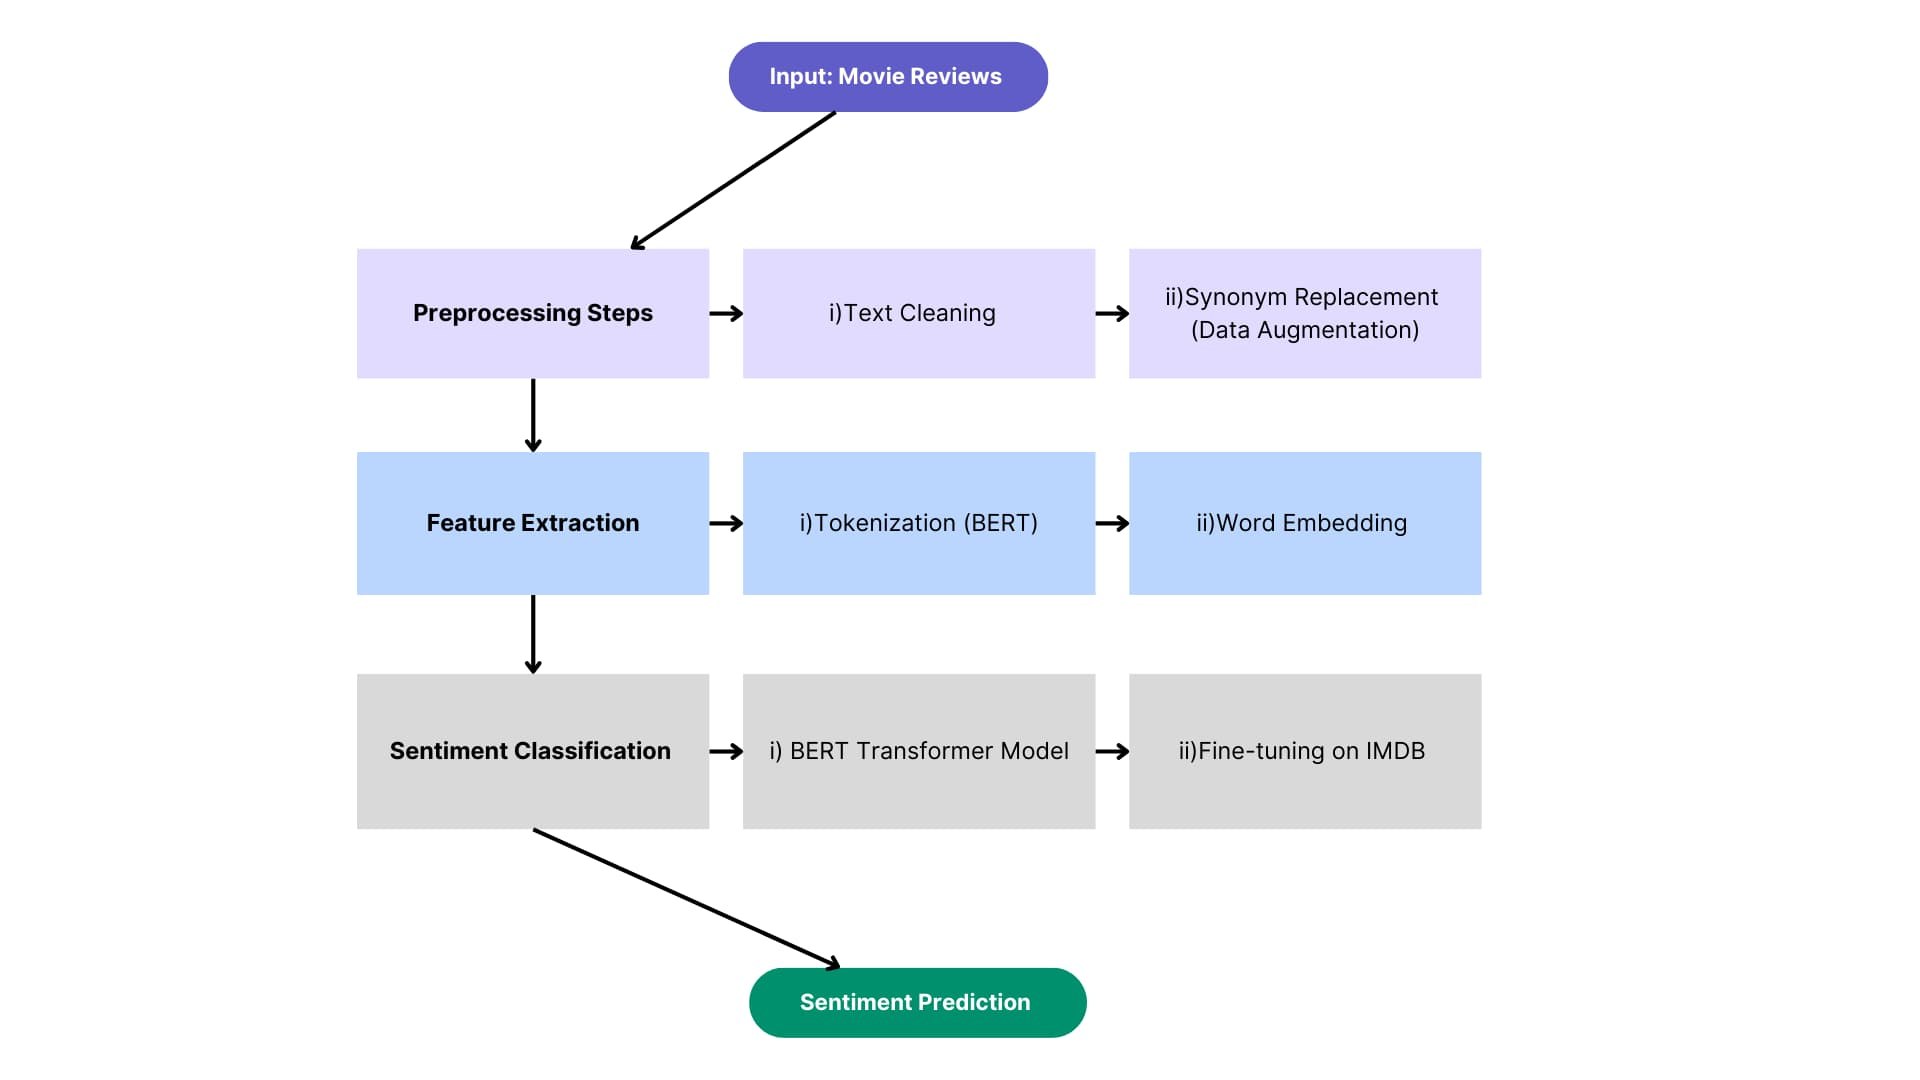 Input: Movie Reviews
Preprocessing Steps
i)Text Cleaning
ii)Synonym Replacement
(Data Augmentation)
Feature Extraction
i)Tokenization (BERT)
ii)Word Embedding
Sentiment Classification
i) BERT Transformer Model
ii)Fine-tuning on IMDB
Sentiment Prediction